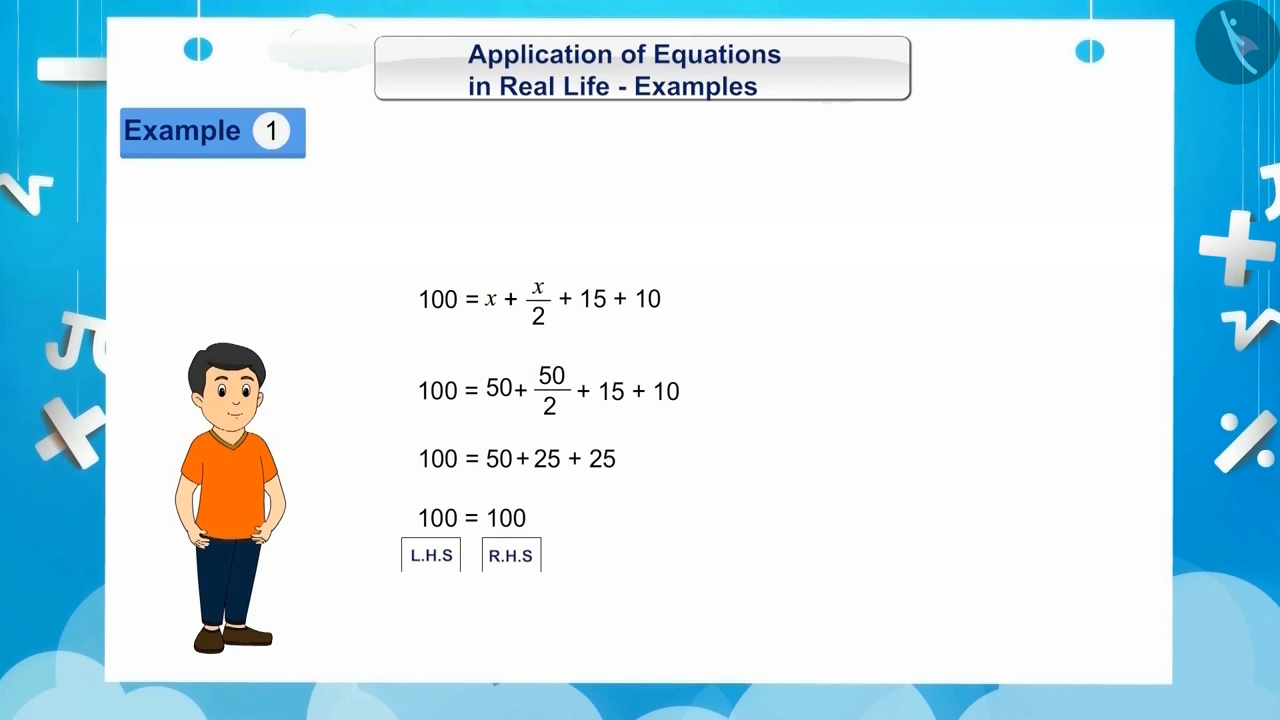 Application of Equations
in Real Life - Examples
Example 1
100 = x + x/2 + 15 + 10
100 = 50 + 50/2 + 15 + 10
100 = 50 + 25 + 25
100 = 100
L.H.S R.H.S